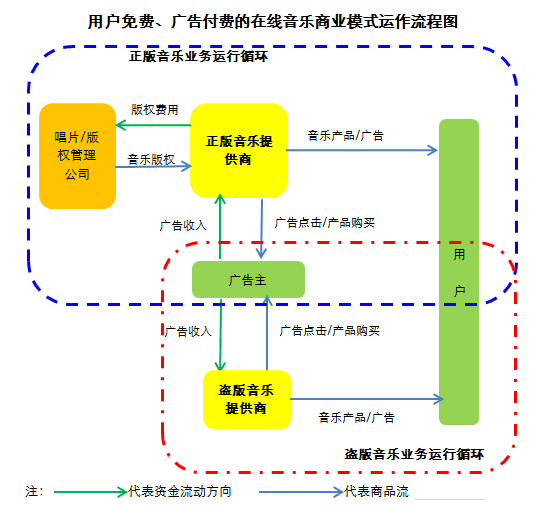 用户免费、广告付费的在线音乐商业模式运作流程图
正版音乐业务运行循环
版权费用
唱片/版
权管理
公司
音乐版权
正版音乐提
供商
音乐产品/广告
广告收入
广告点击/产品购买
用
户
广告主
广告收入
广告点击/产品购买
盗版音乐
提供商
音乐产品/广告
盗版音乐业务运行循环
注： 代表资金流动方向 代表商品流